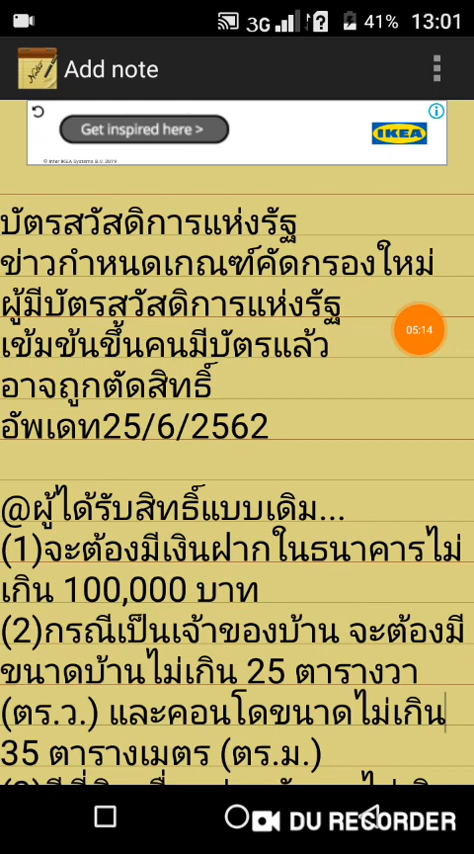 3G 41% 13:01
Add note
Get inspired here >
IKEA
© Inter IKEA Systems B.V. 2019
บัตรสวัสดิการแห่งรัฐ
ข่าวกำหนดเกณฑ์คัดกรองใหม่
ผู้มีบัตรสวัสดิการแห่งรัฐ
เข้มข้นขึ้นคนมีบัตรแล้ว
05:14
อาจถูกตัดสิทธิ์
อัพเดท25/6/2562
@ผู้ได้รับสิทธิ์แบบเดิม...
(1)จะต้องมีเงินฝากในธนาคารไม่
เกิน 100,000 บาท
(2)กรณีเป็นเจ้าของบ้าน จะต้องมี
ขนาดบ้านไม่เกิน 25 ตารางวา
(ตร.ว.) และคอนโดขนาดไม่เกิน
35 ตารางเมตร (ตร.ม.)
DU RECORDER